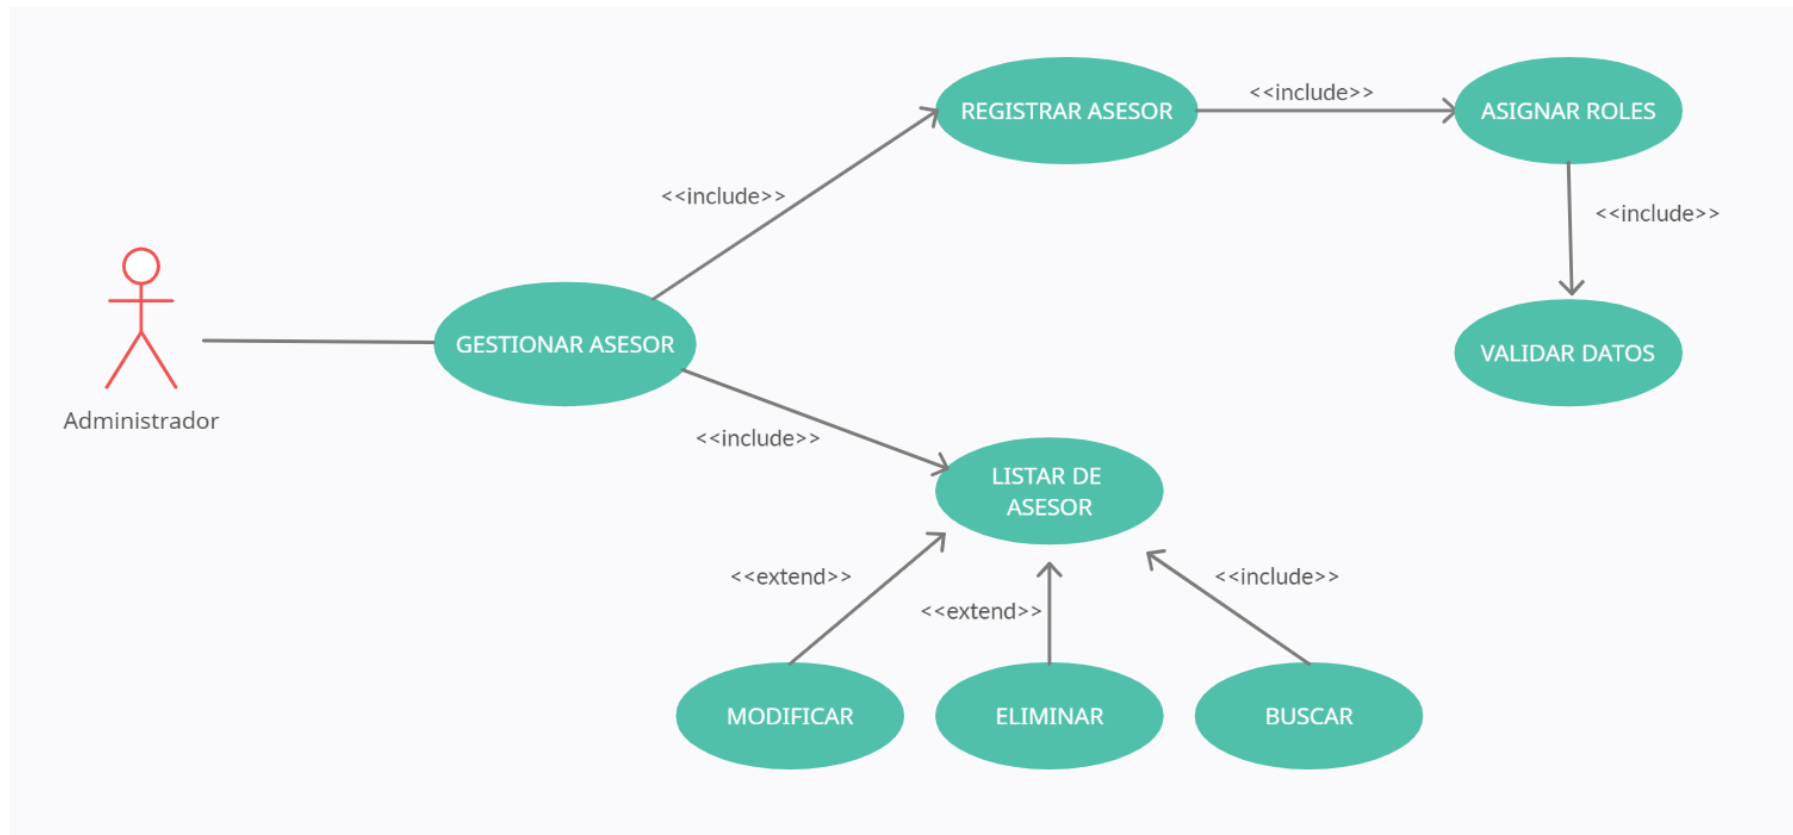 REGISTRAR ASESOR
<<include>>
ASIGNAR ROLES
<<include>>
<<include>>
GESTIONAR ASESOR
VALIDAR DATOS
Administrador
<<include>>
LISTAR DE
ASESOR
<<extend>>
<<extend>>
<<include>>
MODIFICAR
ELIMINAR
BUSCAR